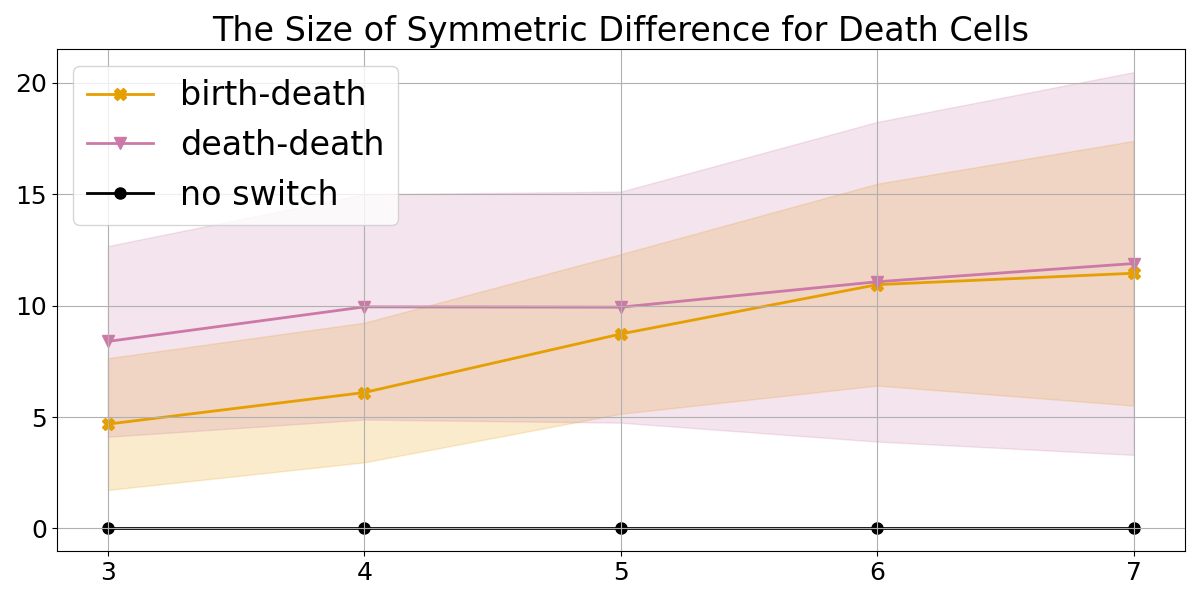 The Size of Symmetric Difference for Death Cells
birth-death
death-death
no switch
20
15
10
5
0
3 4 5 6 7